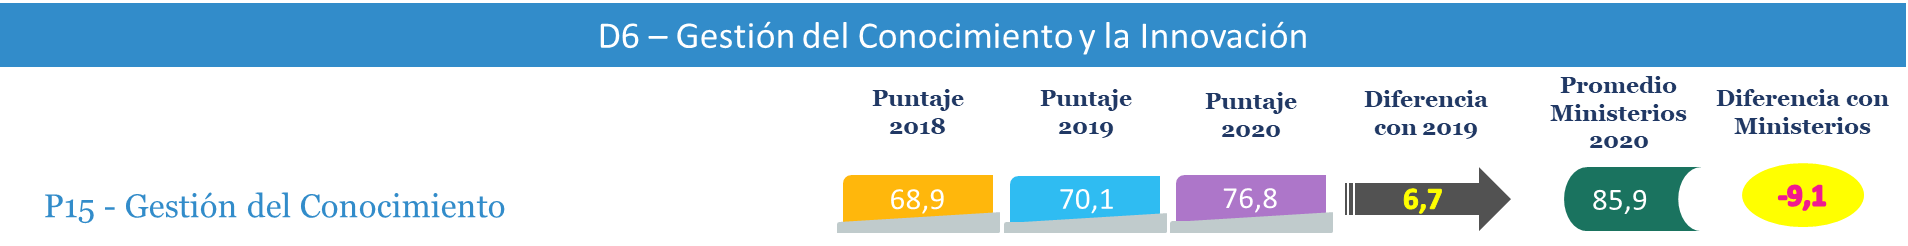 D6 – Gestión del Conocimiento y la Innovación
Puntaje 2018
Puntaje 2019
Puntaje 2020
Diferencia con 2019
Promedio Ministerios 2020
Diferencia con Ministerios
P15 - Gestión del Conocimiento
68,9
70,1
76,8
6,7
85,9
-9,1